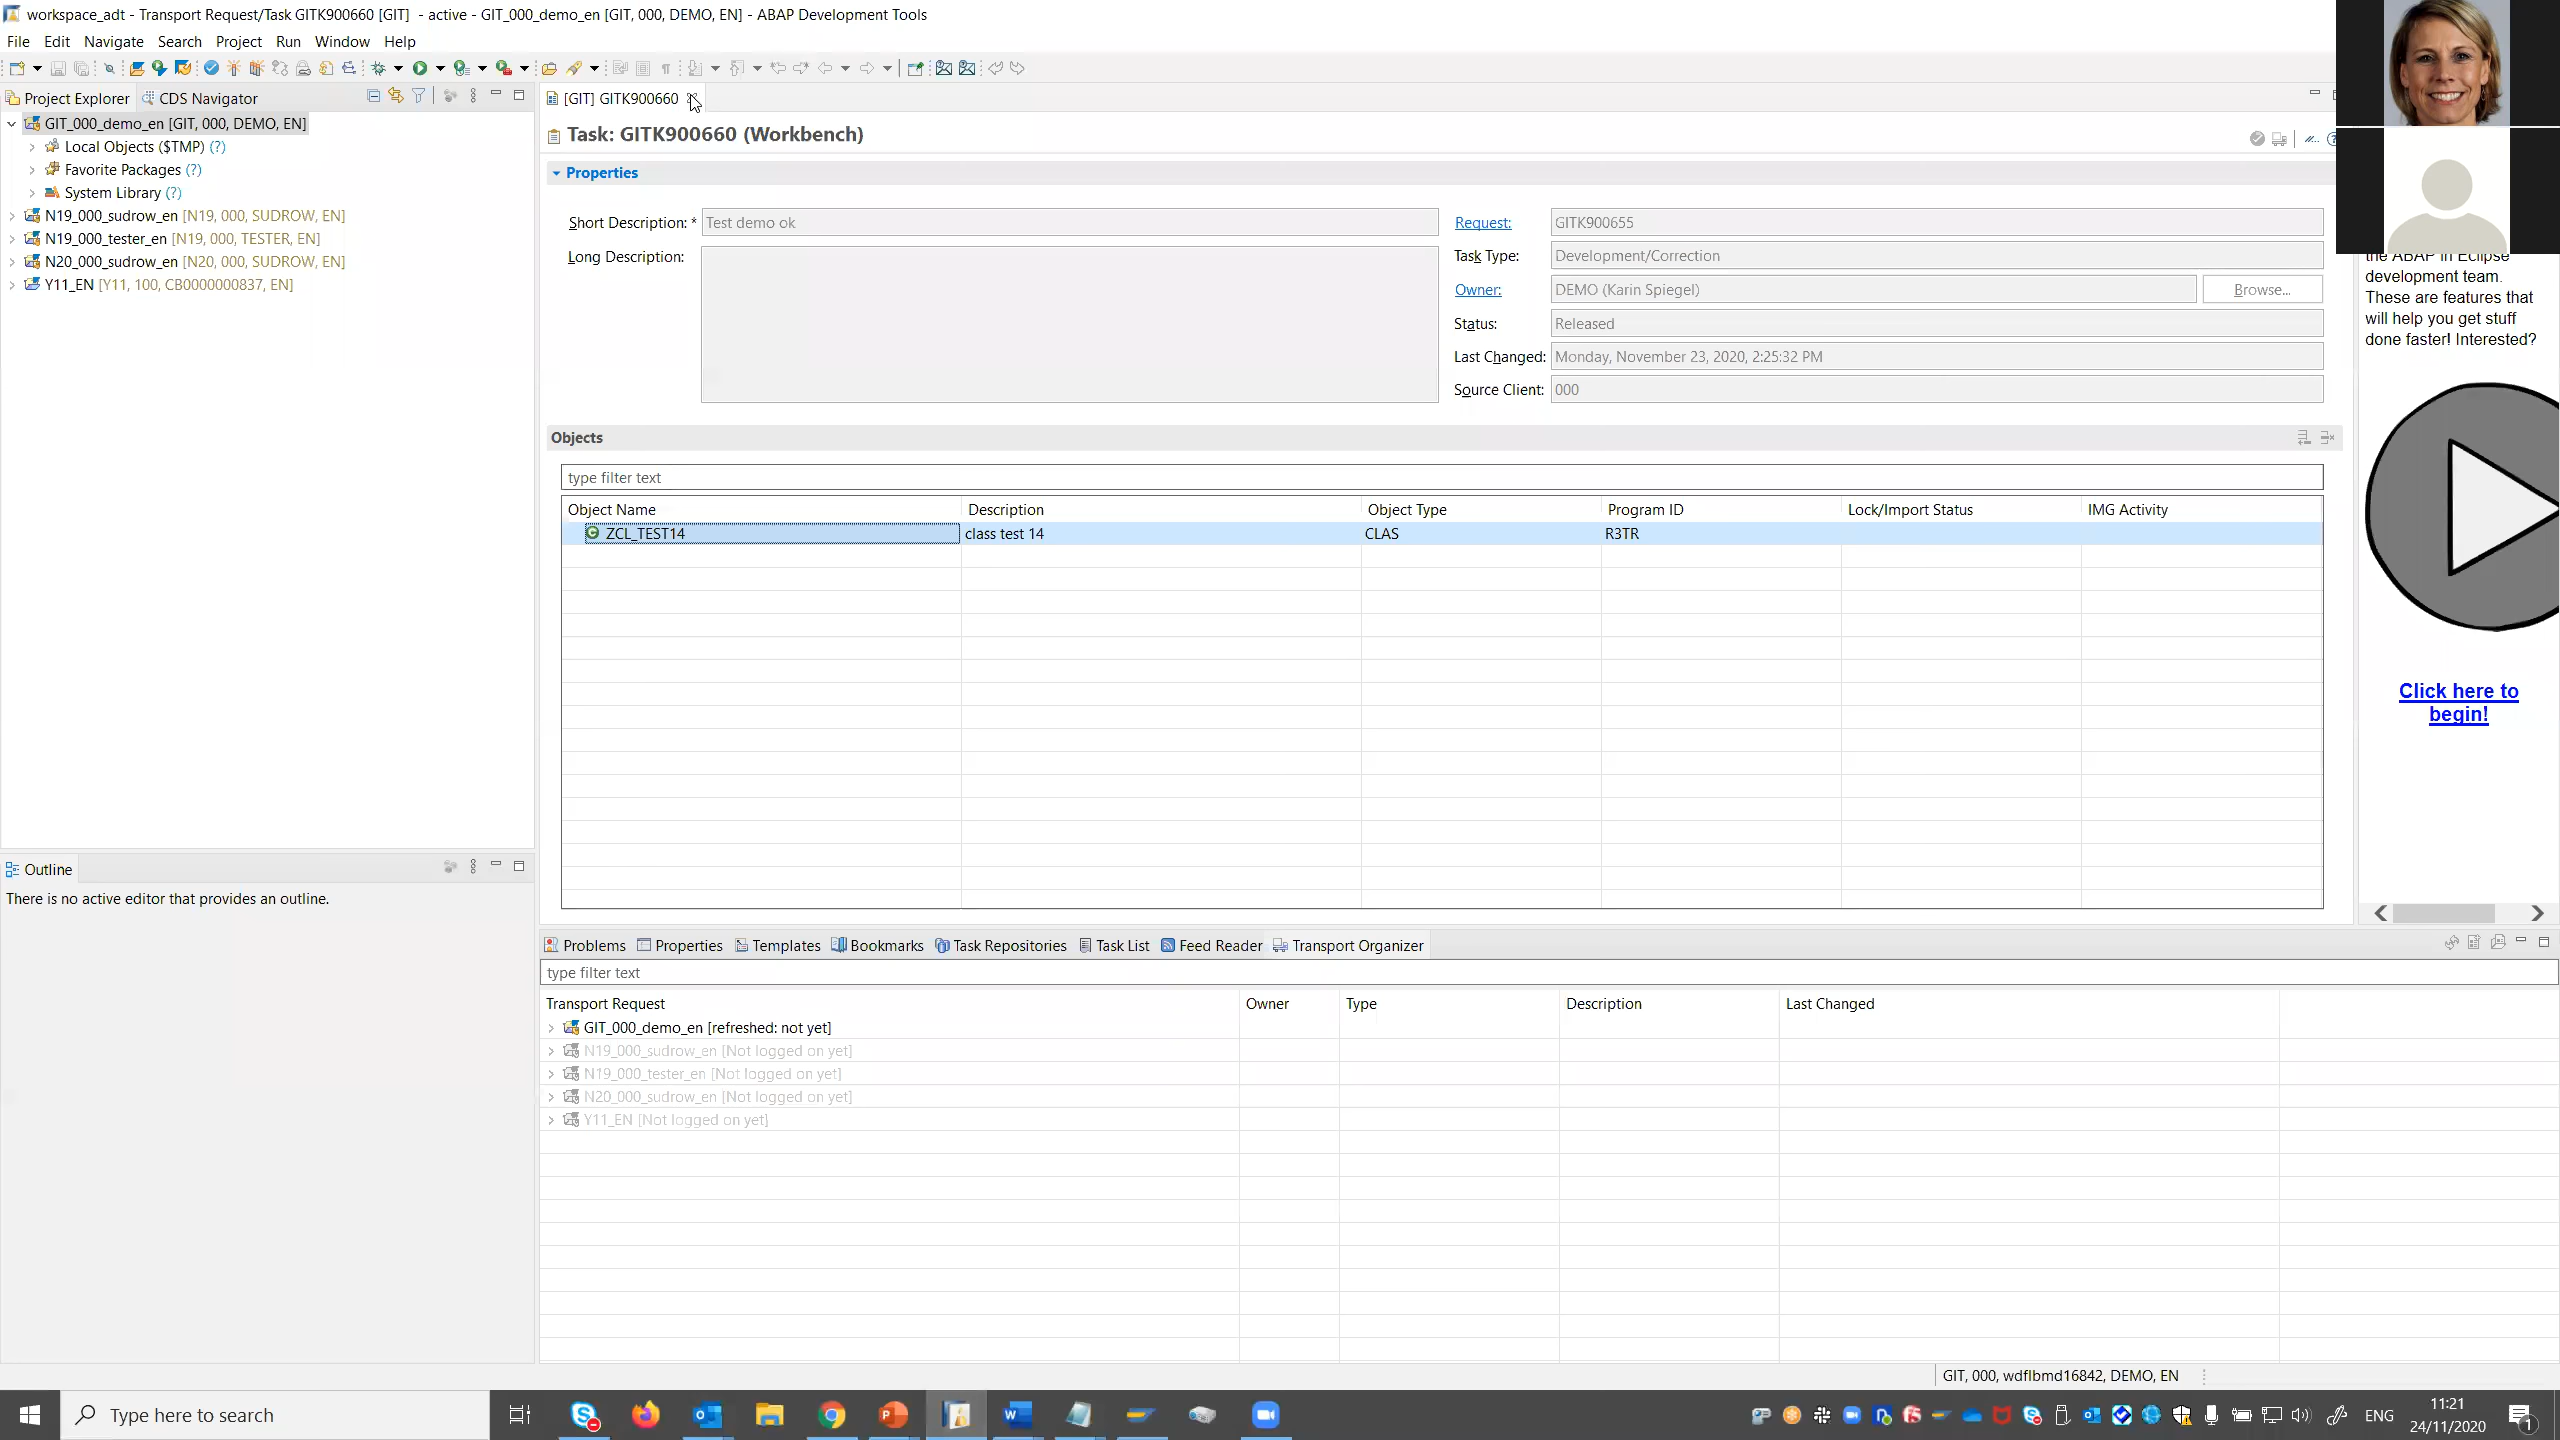 workspace_adt - Transport Request/Task GITK900660 [GIT] - active - GIT_000_demo_en [GIT, 000, DEMO, EN] - ABAP Development Tools
File Edit Navigate Search Project Run Window Help
Project Explorer CDS Navigator
GIT_000_demo_en [GIT, 000, DEMO, EN]
Local Objects ($TMP) (?)
Favorite Packages (?)
System Library (?)
N19_000_sudrow_en [N19, 000, SUDROW, EN]
N19_000_tester_en [N19, 000, TESTER, EN]
N20_000_sudrow_en [N20, 000, SUDROW, EN]
Y11_EN [Y11, 100, CB0000000837, EN]
Outline
There is no active editor that provides an outline.
[GIT] GITK900660
Task: GITK900660 (Workbench)
Properties
Short Description: * Test demo ok
Long Description:
Request: GITK900655
Task Type: Development/Correction
Owner: DEMO (Karin Spiegel) Browse...
Status: Released
Last Changed: Monday, November 23, 2020, 2:25:32 PM
Source Client: 000
Objects
type filter text
Object Name Description Object Type Program ID Lock/Import Status IMG Activity
ZCL_TEST14 class test 14 CLAS R3TR
the ABAP in Eclipse
development team.
These are features that
will help you get stuff
done faster! Interested?
Click here to
begin!
Problems Properties Templates Bookmarks Task Repositories Task List Feed Reader Transport Organizer
type filter text
Transport Request Owner Type Description Last Changed
GIT_000_demo_en [refreshed: not yet]
N19_000_sudrow_en [Not logged on yet]
N19_000_tester_en [Not logged on yet]
N20_000_sudrow_en [Not logged on yet]
Y11_EN [Not logged on yet]
GIT, 000, wdflbmd16842, DEMO, EN
Type here to search
ENG
11:21
24/11/2020
1